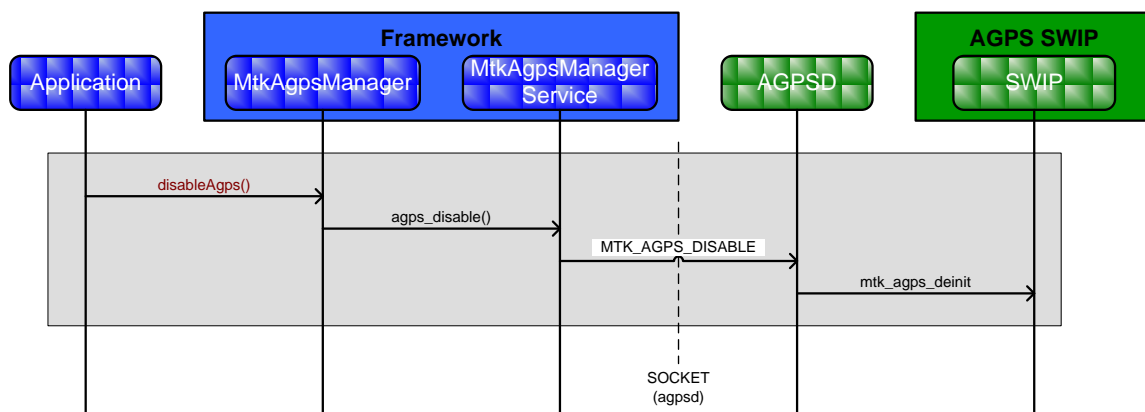 Framework
AGPS SWIP
Application
MtkAgpsManager
MtkAgpsManager
Service
AGPSD
SWIP
disableAgps()
agps_disable()
MTK_AGPS_DISABLE
mtk_agps_deinit
SOCKET
(agpsd)